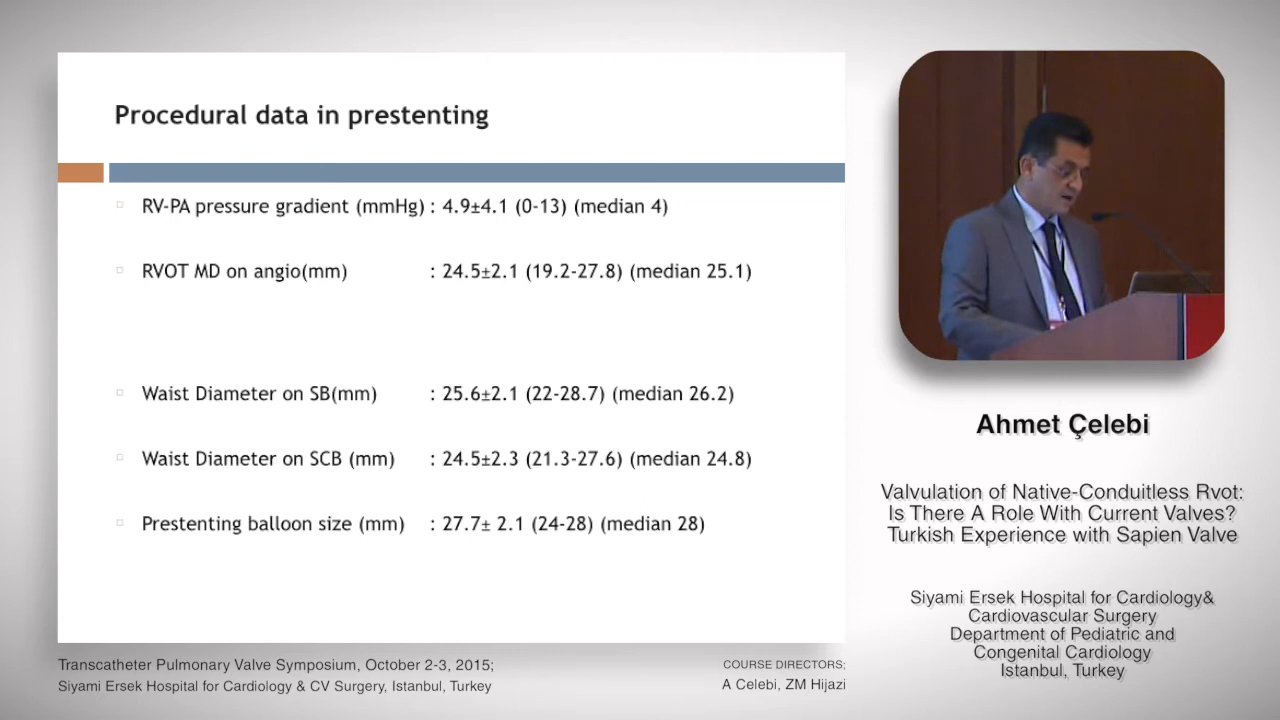 Procedural data in prestenting
RV-PA pressure gradient (mmHg) : 4.9±4.1 (0-13) (median 4)
RVOT MD on angio(mm) : 24.5±2.1 (19.2-27.8) (median 25.1)
Waist Diameter on SB(mm) : 25.6±2.1 (22-28.7) (median 26.2)
Waist Diameter on SCB (mm) : 24.5±2.3 (21.3-27.6) (median 24.8)
Prestenting balloon size (mm) : 27.7± 2.1 (24-28) (median 28)
Ahmet Çelebi
Valvulation of Native-Conduitless Rvot:
Is There A Role With Current Valves?
Turkish Experience with Sapien Valve
Siyami Ersek Hospital for Cardiology&
Cardiovascular Surgery
Department of Pediatric and
Congenital Cardiology
Istanbul, Turkey
Transcatheter Pulmonary Valve Symposium, October 2-3, 2015;
Siyami Ersek Hospital for Cardiology & CV Surgery, Istanbul, Turkey
COURSE DIRECTORS;
A Celebi, ZM Hijazi